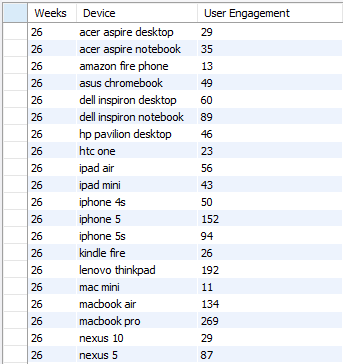 Weeks Device User Engagement
26 acer aspire desktop 29
26 acer aspire notebook 35
26 amazon fire phone 13
26 asus chromebook 49
26 dell inspiron desktop 60
26 dell inspiron notebook 89
26 hp pavilion desktop 46
26 htc one 23
26 ipad air 56
26 ipad mini 43
26 iphone 4s 50
26 iphone 5 152
26 iphone 5s 94
26 kindle fire 26
26 lenovo thinkpad 192
26 mac mini 11
26 macbook air 134
26 macbook pro 269
26 nexus 10 29
26 nexus 5 87